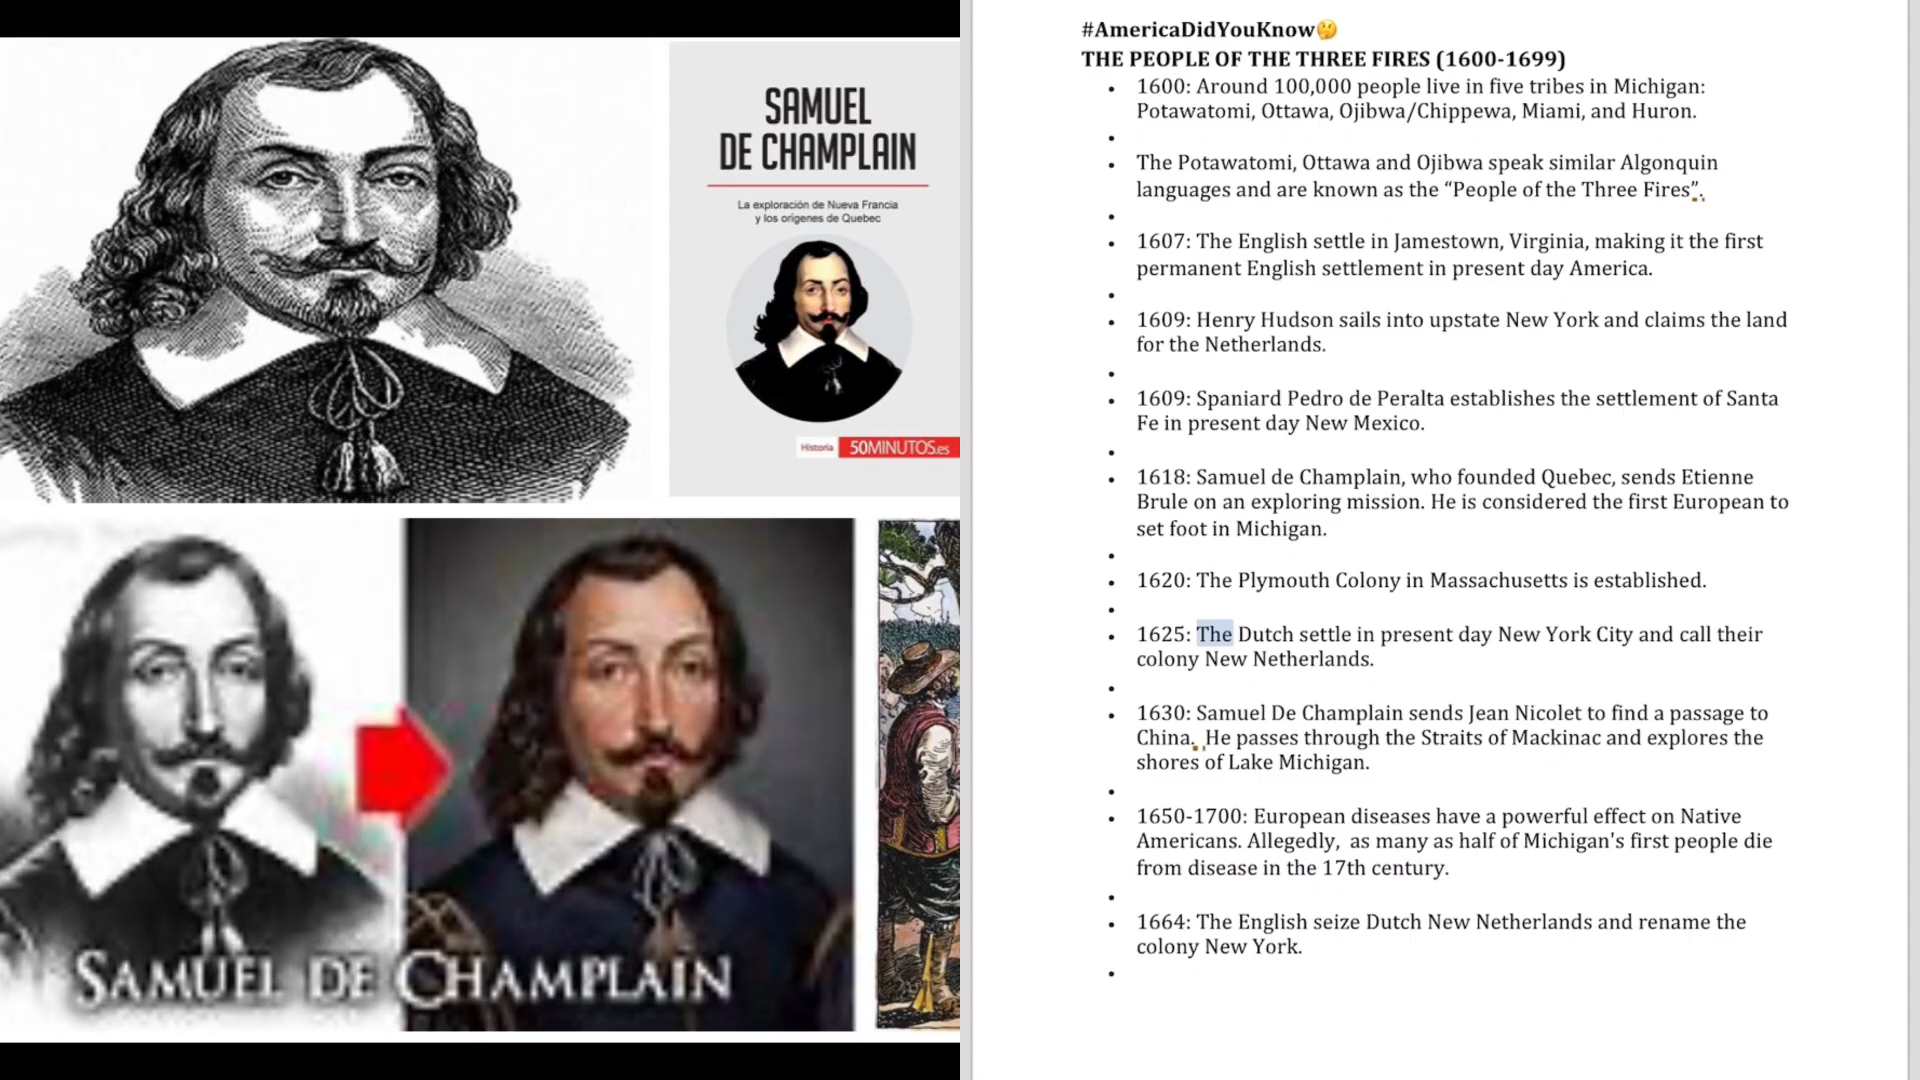 SAMUEL
DE CHAMPLAIN
La exploración de Nueva Francia
y los orígenes de Quebec
Historia 50MINUTOS.es
SAMUEL DE CHAMPLAIN
#AmericaDidYouKnow🤔
THE PEOPLE OF THE THREE FIRES (1600-1699)
• 1600: Around 100,000 people live in five tribes in Michigan:
Potawatomi, Ottawa, Ojibwa/Chippewa, Miami, and Huron.
•
• The Potawatomi, Ottawa and Ojibwa speak similar Algonquin
languages and are known as the “People of the Three Fires”.
•
• 1607: The English settle in Jamestown, Virginia, making it the first
permanent English settlement in present day America.
•
• 1609: Henry Hudson sails into upstate New York and claims the land
for the Netherlands.
•
• 1609: Spaniard Pedro de Peralta establishes the settlement of Santa
Fe in present day New Mexico.
•
• 1618: Samuel de Champlain, who founded Quebec, sends Etienne
Brule on an exploring mission. He is considered the first European to
set foot in Michigan.
•
• 1620: The Plymouth Colony in Massachusetts is established.
•
• 1625: The Dutch settle in present day New York City and call their
colony New Netherlands.
•
• 1630: Samuel De Champlain sends Jean Nicolet to find a passage to
China. He passes through the Straits of Mackinac and explores the
shores of Lake Michigan.
•
• 1650-1700: European diseases have a powerful effect on Native
Americans. Allegedly, as many as half of Michigan's first people die
from disease in the 17th century.
•
• 1664: The English seize Dutch New Netherlands and rename the
colony New York.
•